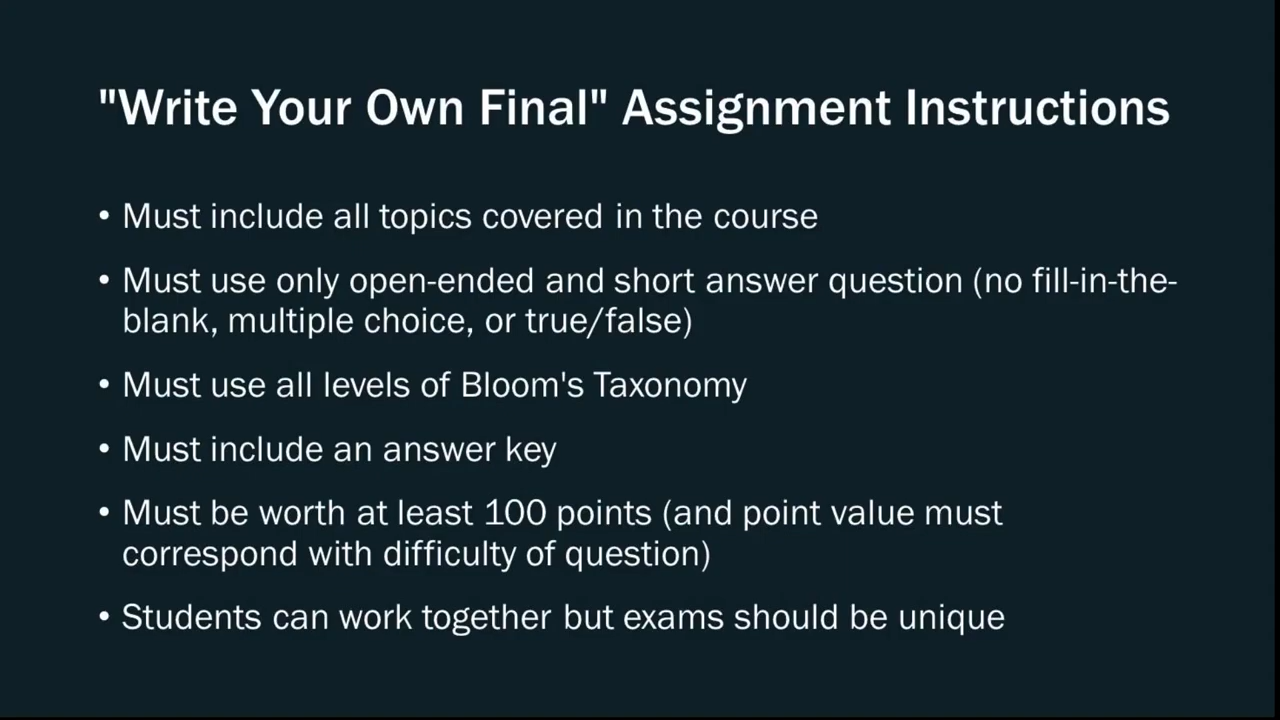 "Write Your Own Final" Assignment Instructions
• Must include all topics covered in the course
• Must use only open-ended and short answer question (no fill-in-the-
blank, multiple choice, or true/false)
• Must use all levels of Bloom's Taxonomy
• Must include an answer key
• Must be worth at least 100 points (and point value must
correspond with difficulty of question)
• Students can work together but exams should be unique